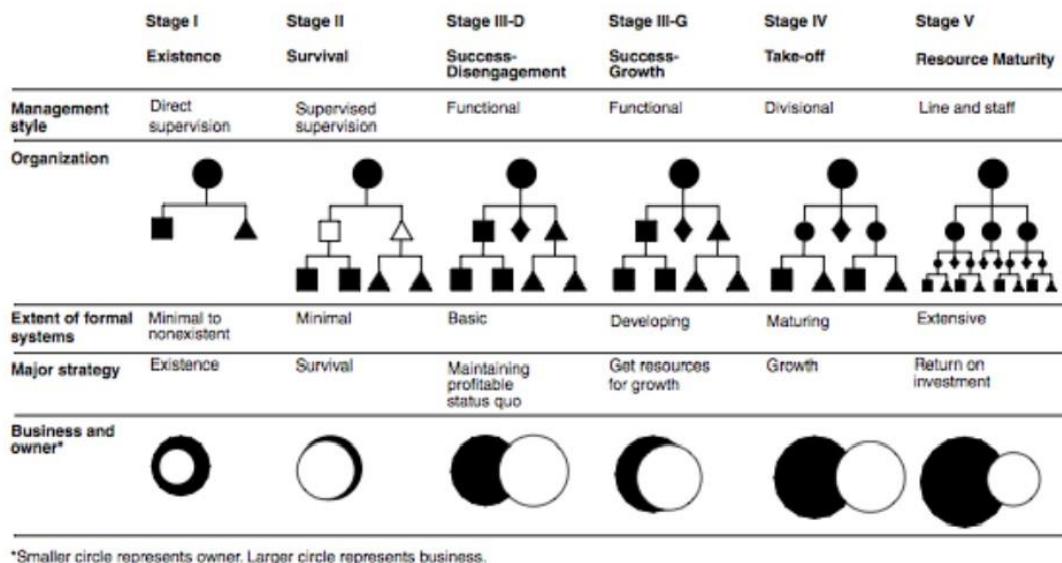 Stage I
Stage II
Stage III-D
Stage III-G
Stage IV
Stage V
Existence
Survival
Success-
Disengagement
Success-
Growth
Take-off
Resource Maturity
Management
style
Direct
supervision
Supervised
supervision
Functional
Functional
Divisional
Line and staff
Organization
Extent of formal
systems
Minimal to
nonexistent
Minimal
Basic
Developing
Maturing
Extensive
Major strategy
Existence
Survival
Maintaining
profitable
status quo
Get resources
for growth
Growth
Return on
investment
Business and
owner*
*Smaller circle represents owner. Larger circle represents business.